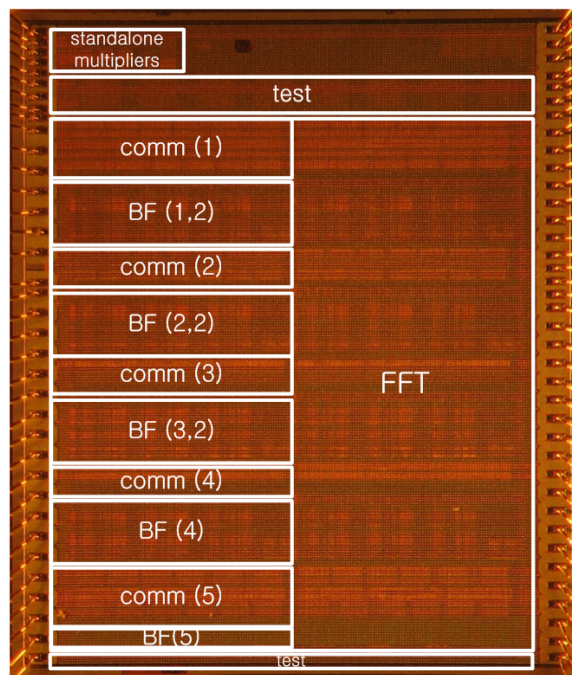 standalone
multipliers
test
comm (1)
BF (1,2)
comm (2)
BF (2,2)
comm (3)
FFT
BF (3,2)
comm (4)
BF (4)
comm (5)
BF(5)
test